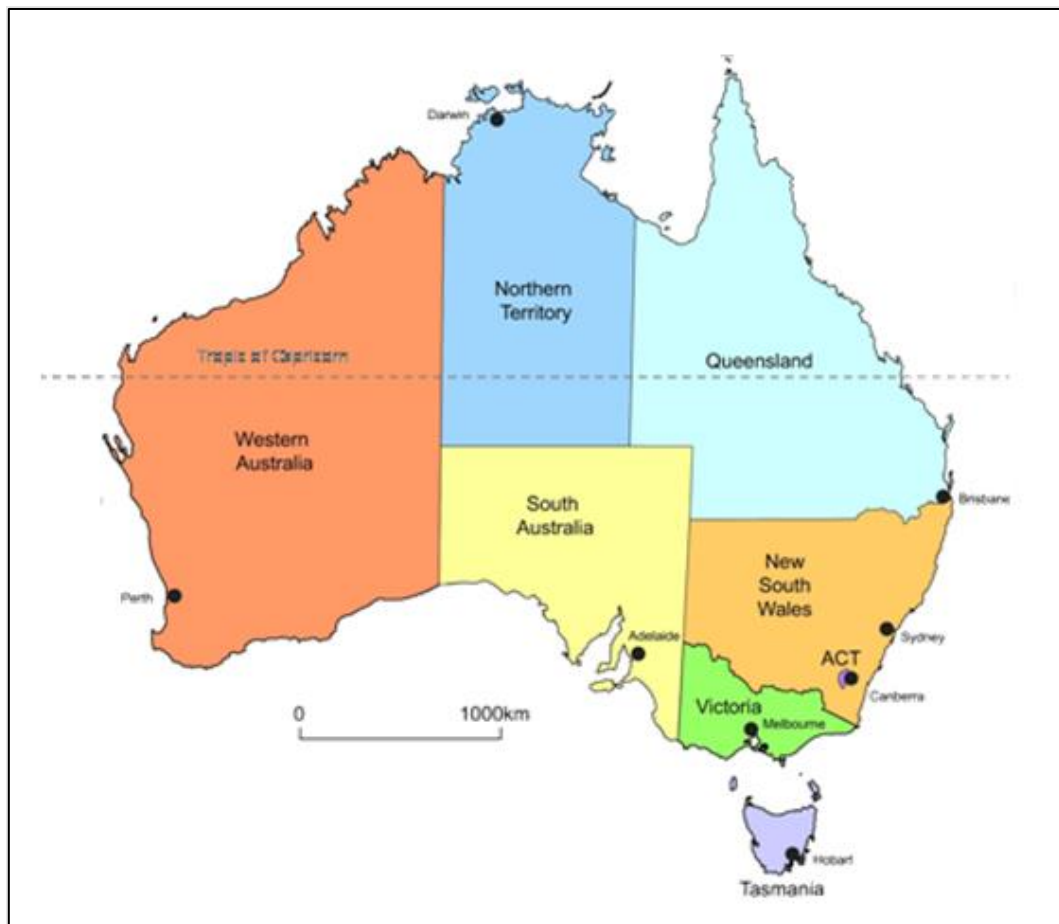 Darwin
Northern
Territory
Tropic of Capricorn
Queensland
Western
Australia
South
Australia
Brisbane
New
South
Wales
Perth
Adelaide
Sydney
ACT
Canberra
0 1000km
Victoria
Melbourne
Hobart
Tasmania